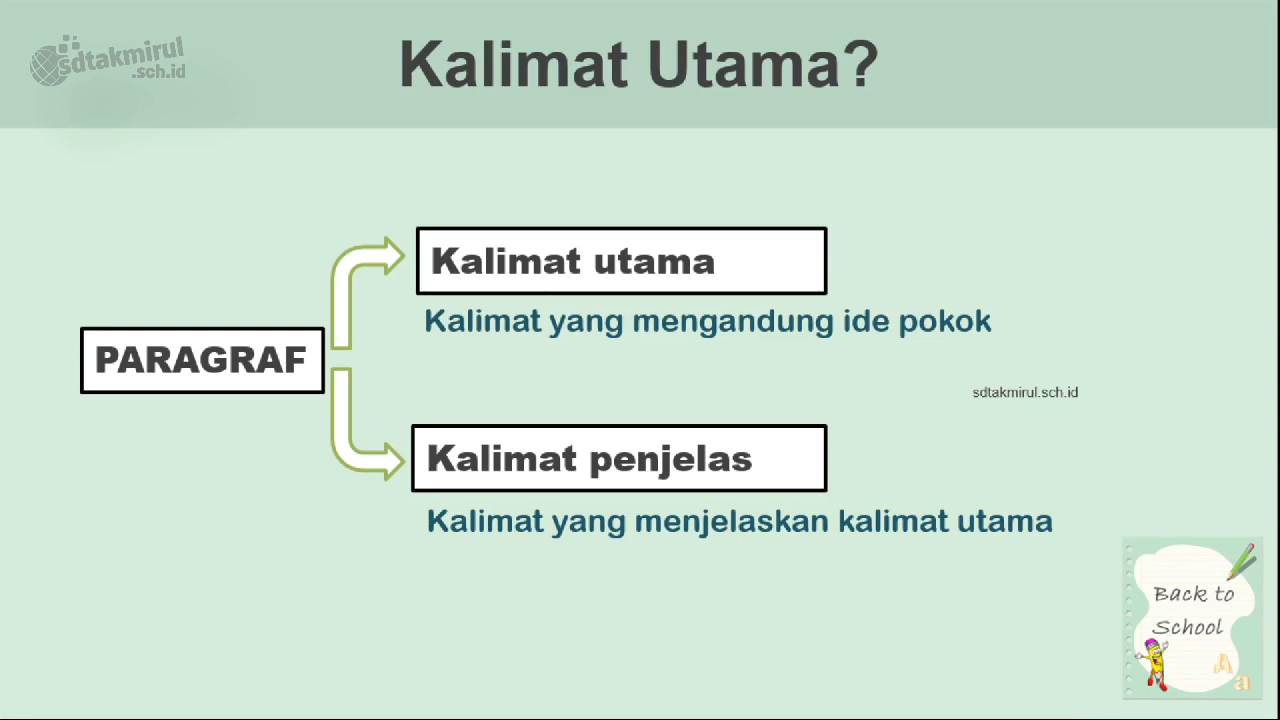 sdtakmirul
.sch.id
Kalimat Utama?
Kalimat utama
Kalimat yang mengandung ide pokok
PARAGRAF
sdtakmirul.sch.id
Kalimat penjelas
Kalimat yang menjelaskan kalimat utama
Back to
School
A
a